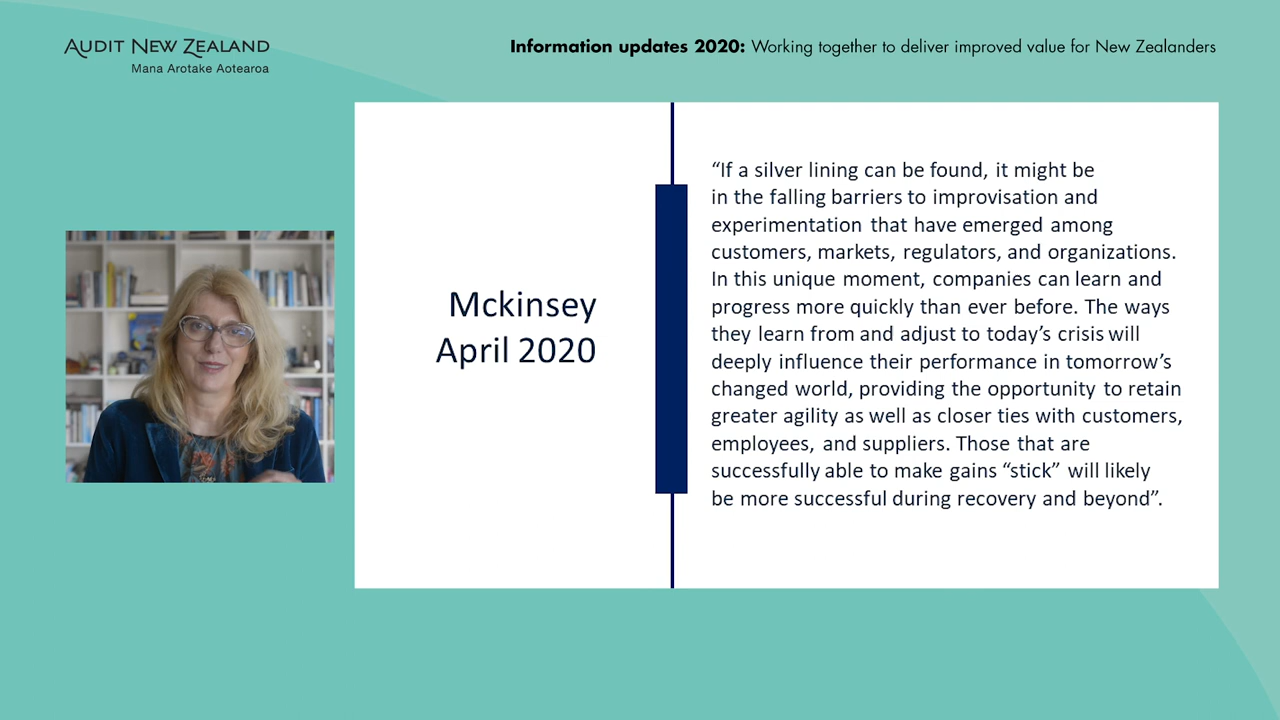 AUDIT NEW ZEALAND
Mana Arotake Aotearoa
Information updates 2020: Working together to deliver improved value for New Zealanders
Mckinsey
April 2020
“If a silver lining can be found, it might be
in the falling barriers to improvisation and
experimentation that have emerged among
customers, markets, regulators, and organizations.
In this unique moment, companies can learn and
progress more quickly than ever before. The ways
they learn from and adjust to today’s crisis will
deeply influence their performance in tomorrow’s
changed world, providing the opportunity to retain
greater agility as well as closer ties with customers,
employees, and suppliers. Those that are
successfully able to make gains “stick” will likely
be more successful during recovery and beyond”.